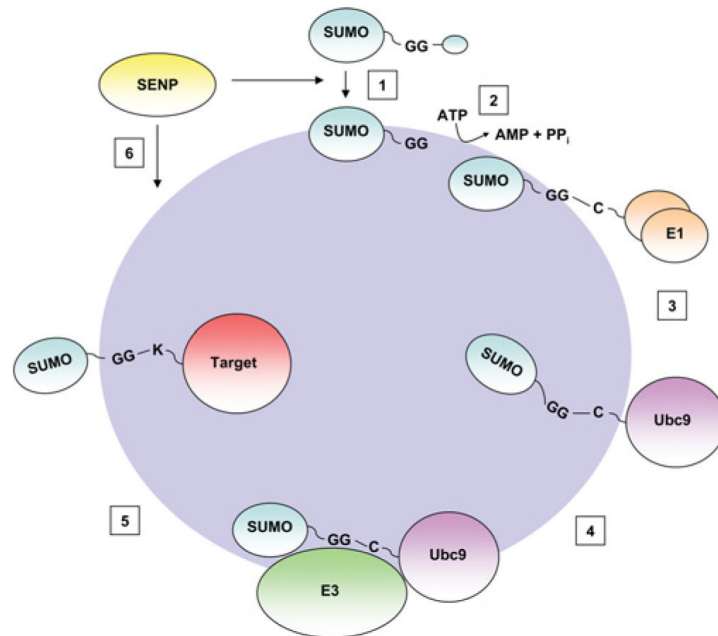 SUMO
GG
SENP
1
2
ATP
AMP + PPi
SUMO
GG
6
SUMO
GG
C
E1
3
SUMO
GG
K
Target
SUMO
GG
C
Ubc9
5
4
SUMO
GG
C
Ubc9
E3